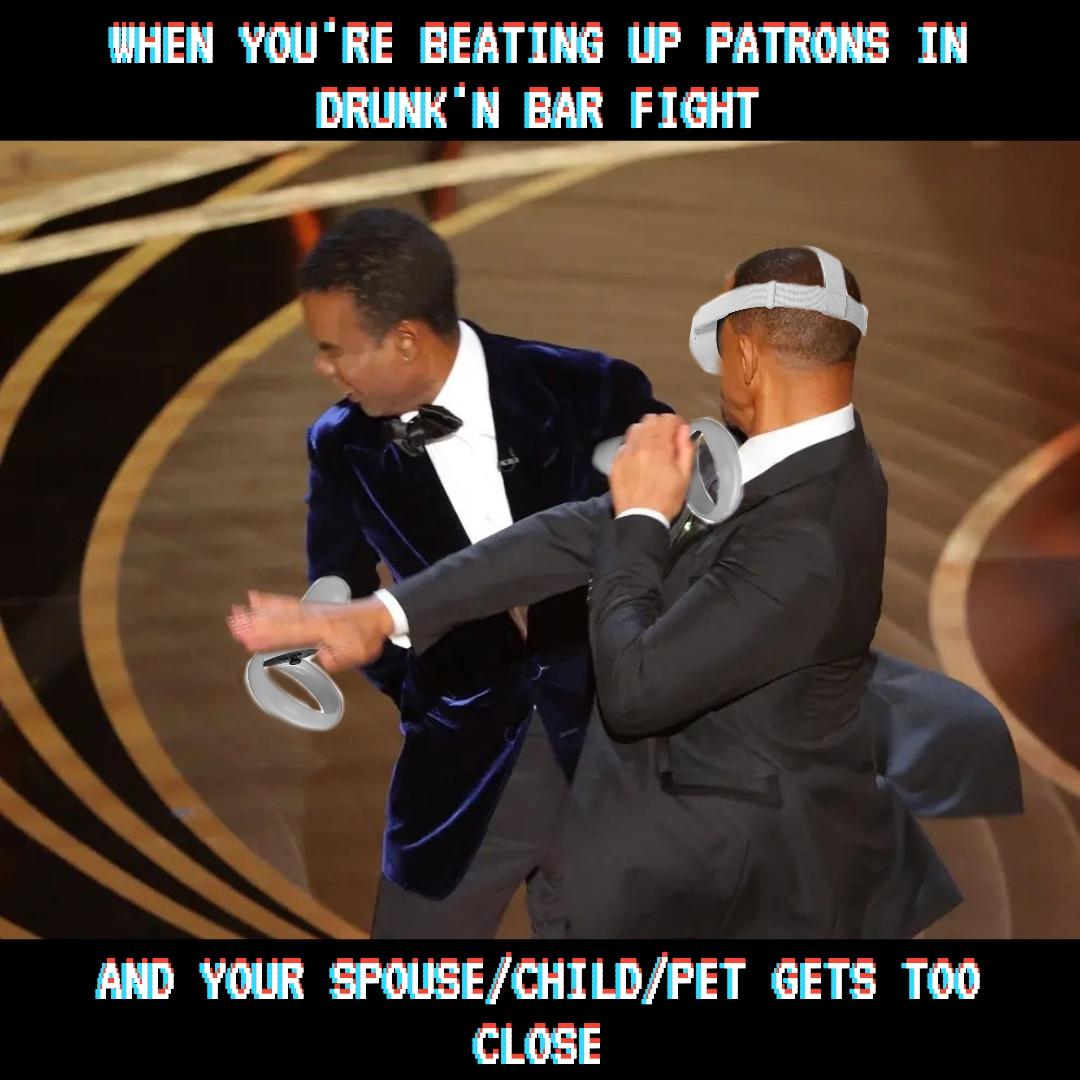 WHEN YOU'RE BEATING UP PATRONS IN
DRUNK'N BAR FIGHT
AND YOUR SPOUSE/CHILD/PET GETS TOO
CLOSE